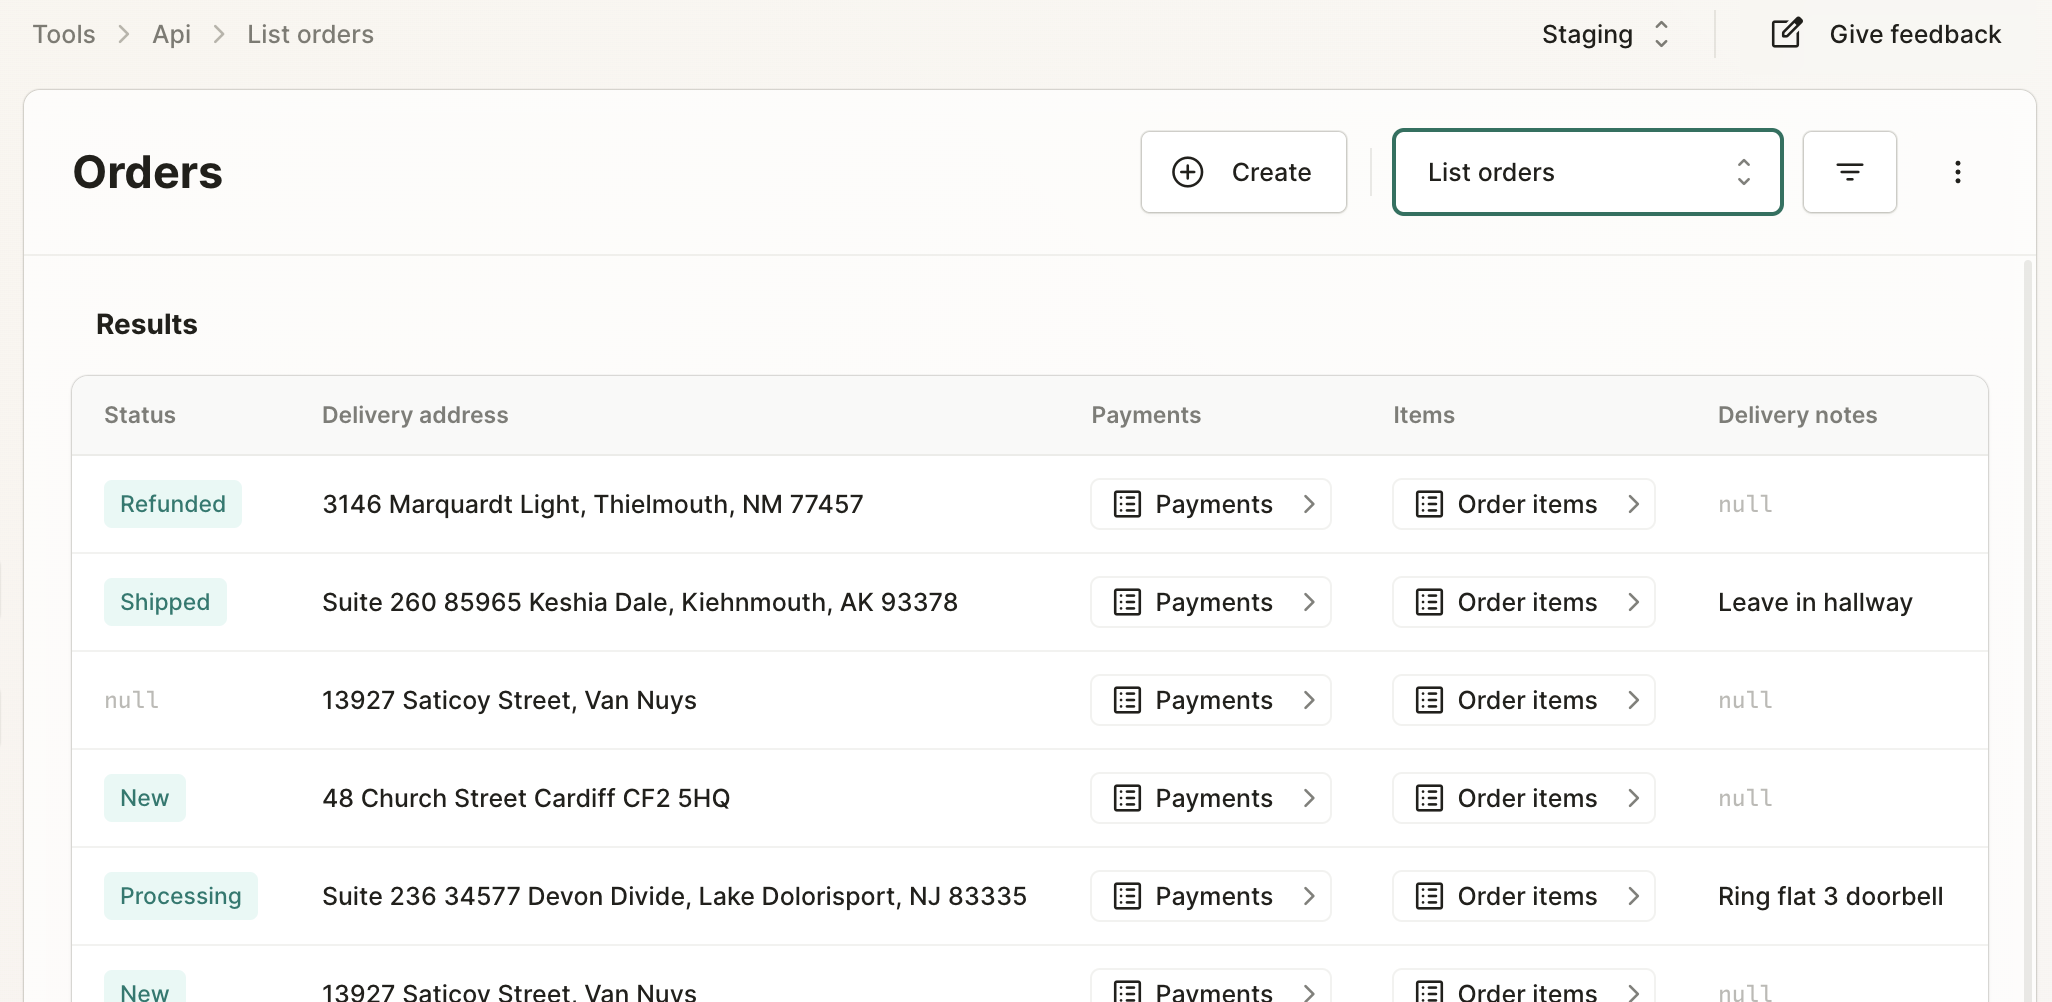 Tools > Api > List orders
Staging
Give feedback
Orders
Create
List orders
Results
Status Delivery address Payments Items Delivery notes
Refunded 3146 Marquardt Light, Thielmouth, NM 77457 Payments Order items null
Shipped Suite 260 85965 Keshia Dale, Kiehnmouth, AK 93378 Payments Order items Leave in hallway
null 13927 Saticoy Street, Van Nuys Payments Order items null
New 48 Church Street Cardiff CF2 5HQ Payments Order items null
Processing Suite 236 34577 Devon Divide, Lake Dolorisport, NJ 83335 Payments Order items Ring flat 3 doorbell
New 13927 Saticoy Street, Van Nuys Payments Order items null